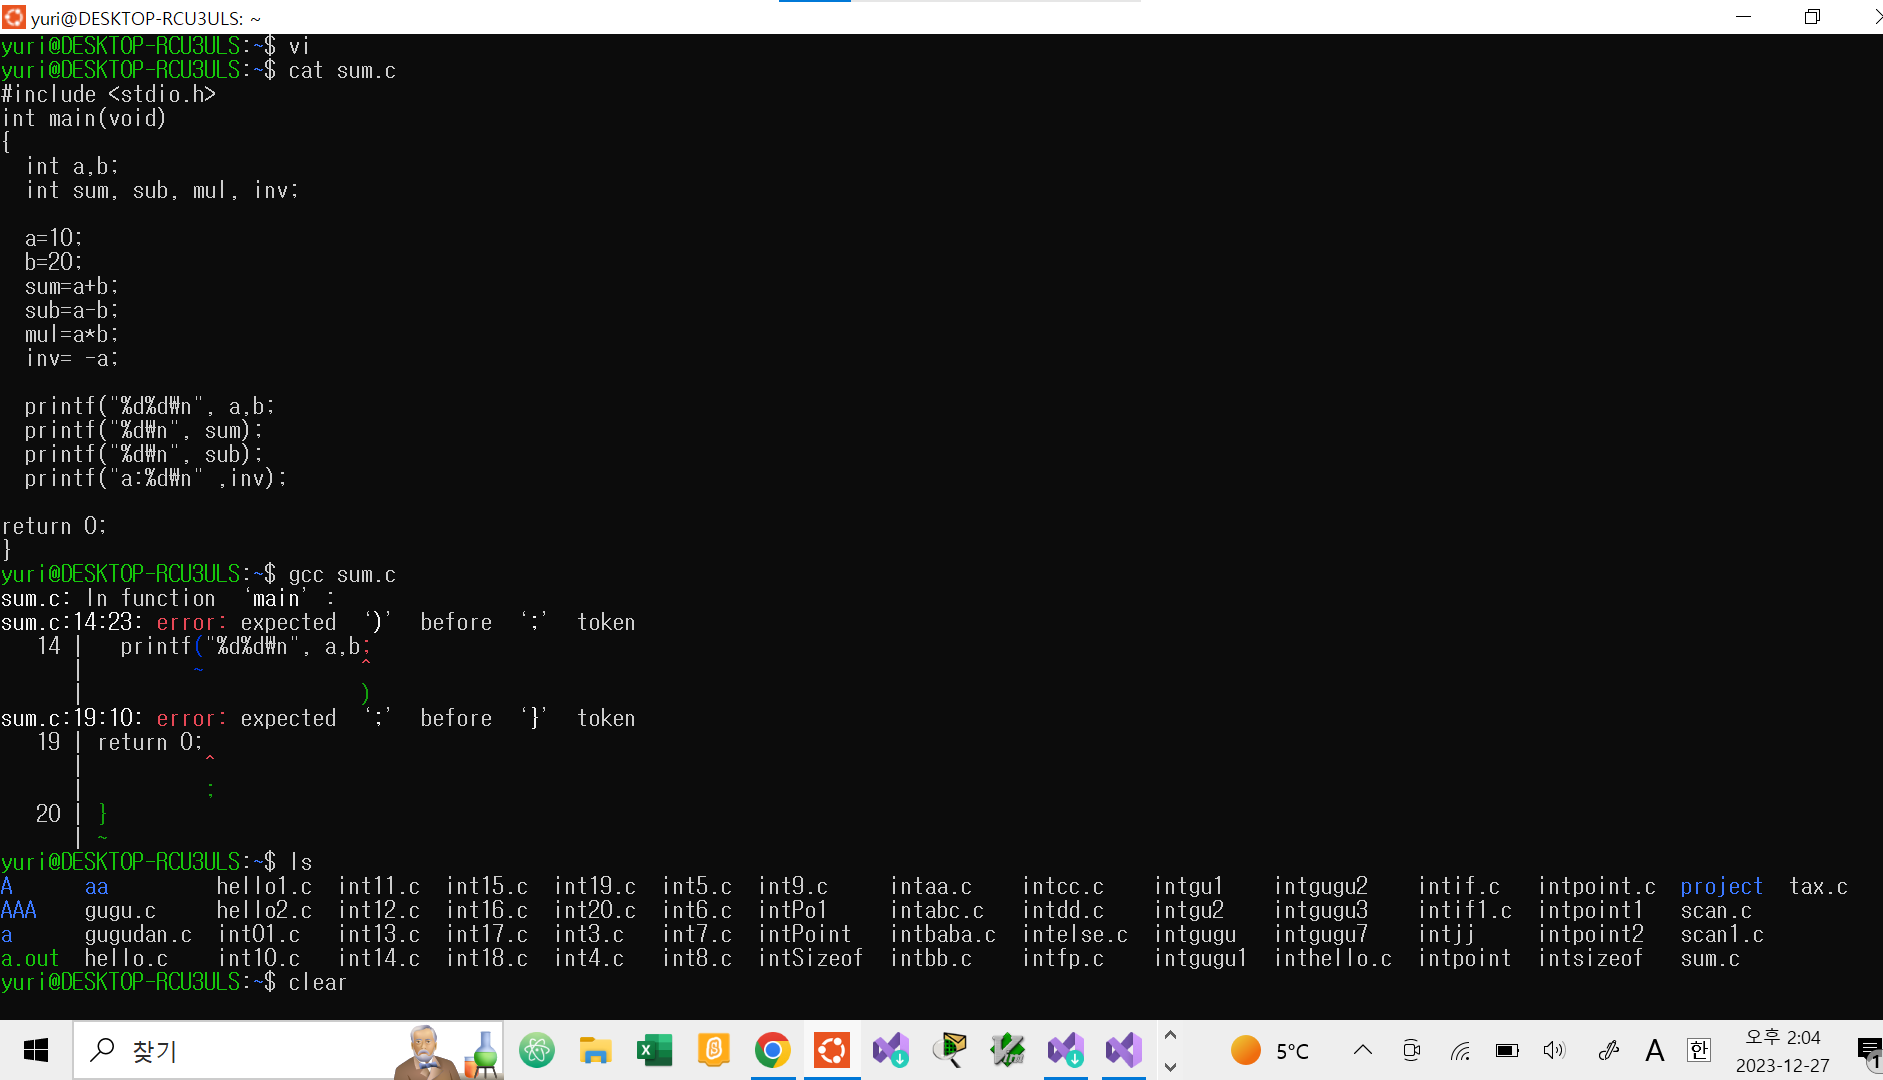 yuri@DESKTOP-RCU3ULS: ~
yuri@DESKTOP-RCU3ULS:~$ vi
yuri@DESKTOP-RCU3ULS:~$ cat sum.c
#include <stdio.h>
int main(void)
{
  int a,b;
  int sum, sub, mul, inv;

  a=10;
  b=20;
  sum=a+b;
  sub=a-b;
  mul=a*b;
  inv= -a;

  printf("%d%d₩n", a,b;
  printf("%d₩n", sum);
  printf("%d₩n", sub);
  printf("a:%d₩n" ,inv);

return 0;
}
yuri@DESKTOP-RCU3ULS:~$ gcc sum.c
sum.c: In function ‘main’:
sum.c:14:23: error: expected ‘)’ before ‘;’ token
   14 |   printf("%d%d₩n", a,b;
      |         ~             ^
      |                       )
sum.c:19:10: error: expected ‘;’ before ‘}’ token
   19 | return 0;
      |          ^
      |          ;
   20 | }
      | ~
yuri@DESKTOP-RCU3ULS:~$ ls
A      aa         hello1.c  int11.c  int15.c  int19.c  int5.c  int9.c     intaa.c   intcc.c    intgu1    intgugu2   intif.c   intpoint.c  project  tax.c
AAA    gugu.c     hello2.c  int12.c  int16.c  int20.c  int6.c  intPo1     intabc.c  intdd.c    intgu2    intgugu3   intif1.c  intpoint1   scan.c
a      gugudan.c  int01.c   int13.c  int17.c  int3.c   int7.c  intPoint   intbaba.c intelse.c  intgugu   intgugu7   intjj     intpoint2   scan1.c
a.out  hello.c    int10.c   int14.c  int18.c  int4.c   int8.c  intSizeof  intbb.c   intfp.c    intgugu1  inthello.c intpoint  intsizeof   sum.c
yuri@DESKTOP-RCU3ULS:~$ clear
찾기
5°C
A
한
오후 2:04
2023-12-27
1